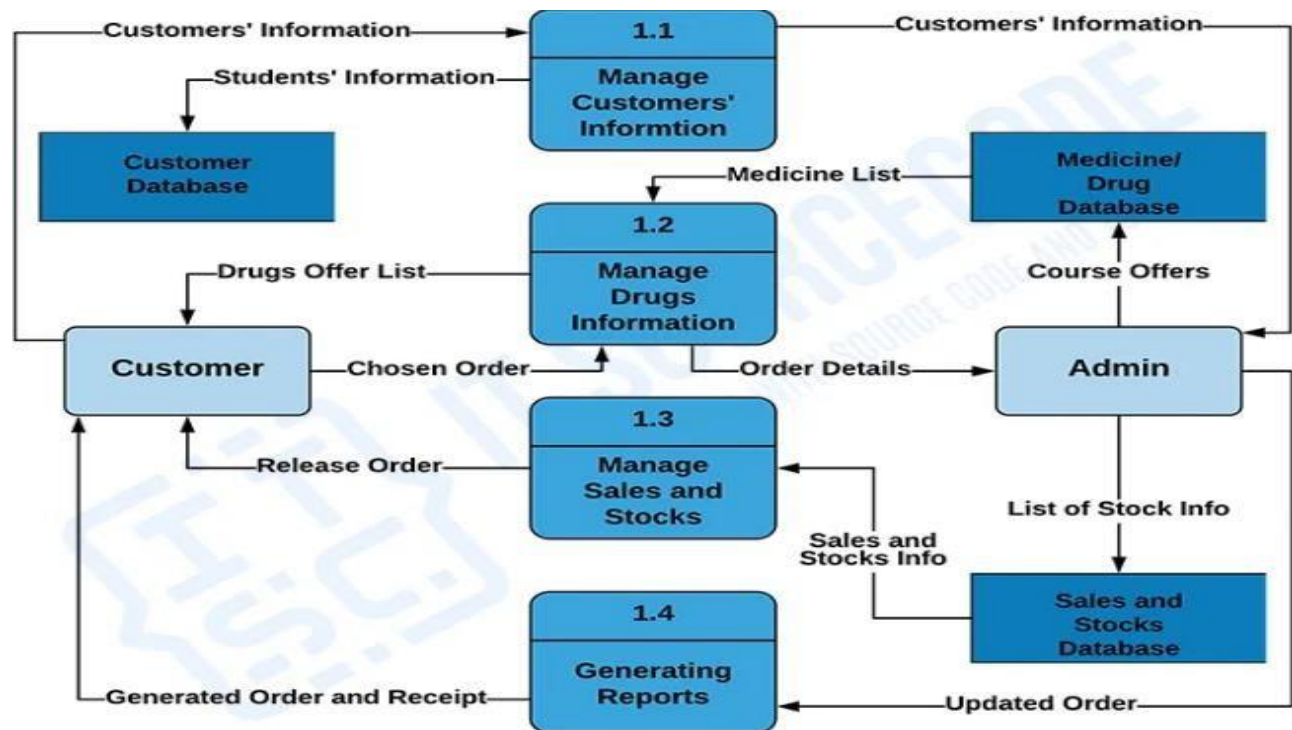 Customers' Information
1.1
Customers' Information
Students' Information
Manage
Customers'
Informtion
Customer
Database
Medicine List
Medicine/
Drug
Database
1.2
Drugs Offer List
Manage
Drugs
Information
Course Offers
Customer
Chosen Order
Order Details
Admin
1.3
Release Order
Manage
Sales and
Stocks
List of Stock Info
Sales and
Stocks Info
1.4
Sales and
Stocks
Database
Generating
Reports
Generated Order and Receipt
Updated Order
IT SOURCECODE